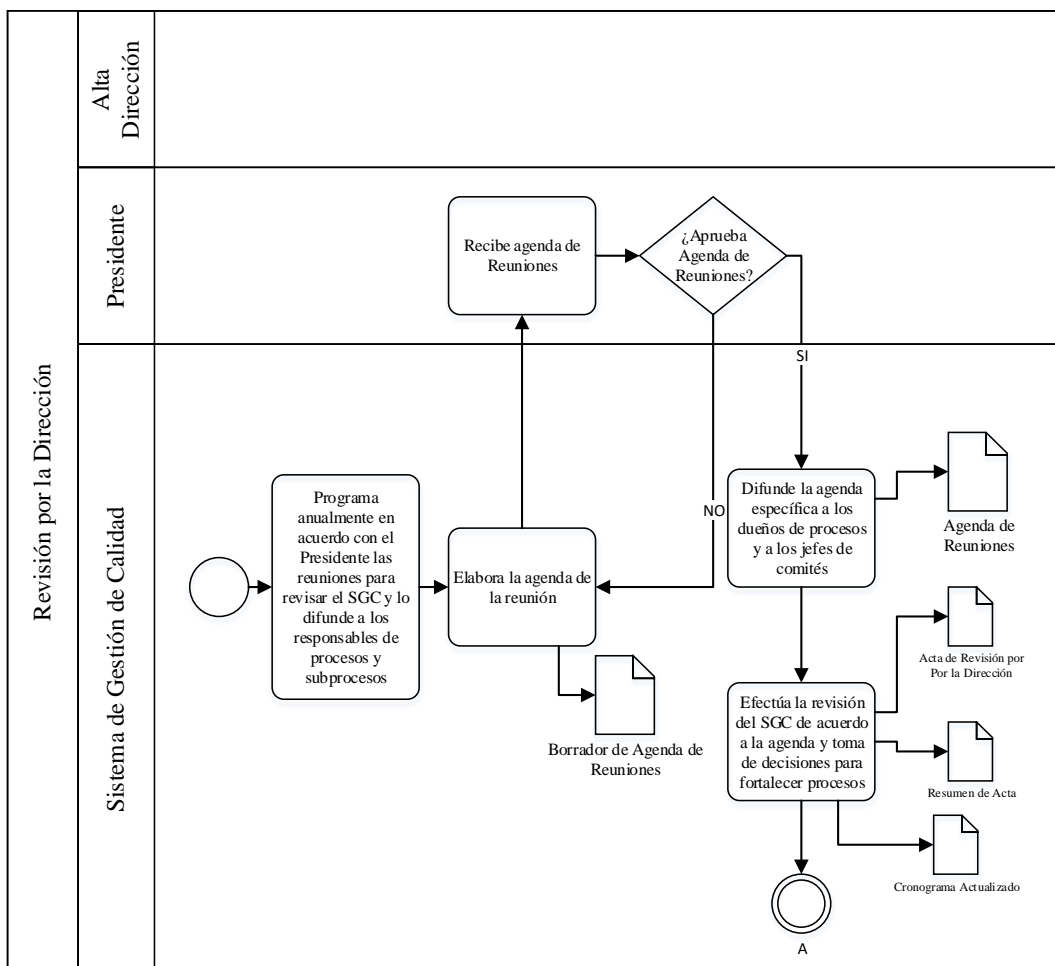 Revisión por la Dirección
Alta
Dirección
Presidente
Sistema de Gestión de Calidad
Recibe agenda de
Reuniones
¿Aprueba
Agenda de
Reuniones?
SI
NO
Programa
anualmente en
acuerdo con el
Presidente las
reuniones para
revisar el SGC y lo
difunde a los
responsables de
procesos y
subprocesos
Elabora la agenda de
la reunión
Borrador de Agenda de
Reuniones
Difunde la agenda
específica a los
dueños de procesos
y a los jefes de
comités
Agenda de
Reuniones
Efectúa la revisión
del SGC de acuerdo
a la agenda y toma
de decisiones para
fortalecer procesos
Acta de Revisión por
Por la Dirección
Resumen de Acta
Cronograma Actualizado
A